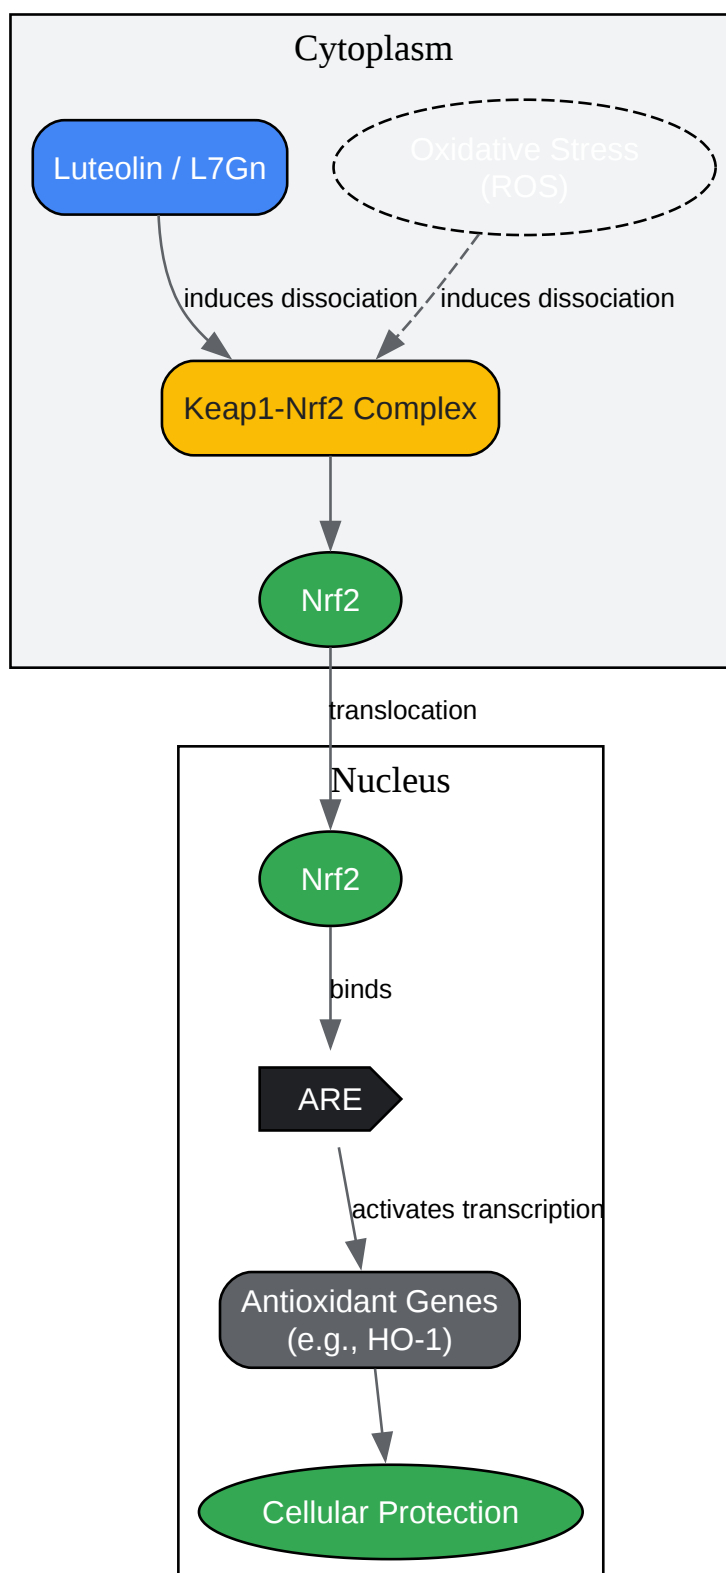 Cytoplasm
Luteolin / L7Gn
Oxidative Stress
(ROS)
induces dissociation
induces dissociation
Keap1-Nrf2 Complex
Nrf2
translocation
Nucleus
Nrf2
binds
ARE
activates transcription
Antioxidant Genes
(e.g., HO-1)
Cellular Protection